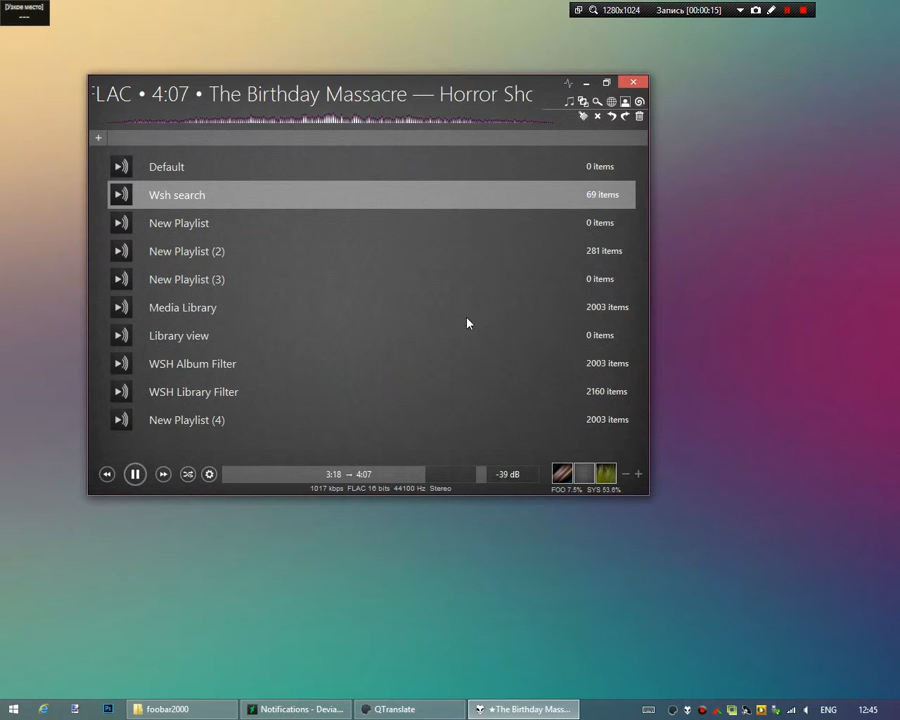 [Узкое место]
---
1280x1024
Запись [00:00:15]
FLAC • 4:07 • The Birthday Massacre — Horror Sho
+
Default 0 items
Wsh search 69 items
New Playlist 0 items
New Playlist (2) 281 items
New Playlist (3) 0 items
Media Library 2003 items
Library view 0 items
WSH Album Filter 2003 items
WSH Library Filter 2160 items
New Playlist (4) 2003 items
3:18 → 4:07
-39 dB
1017 kbps FLAC 16 bits 44100 Hz Stereo
FOO 7.5% SYS 53.6%
foobar2000
Notifications - Devia...
QTranslate
★The Birthday Mass...
ENG
12:45